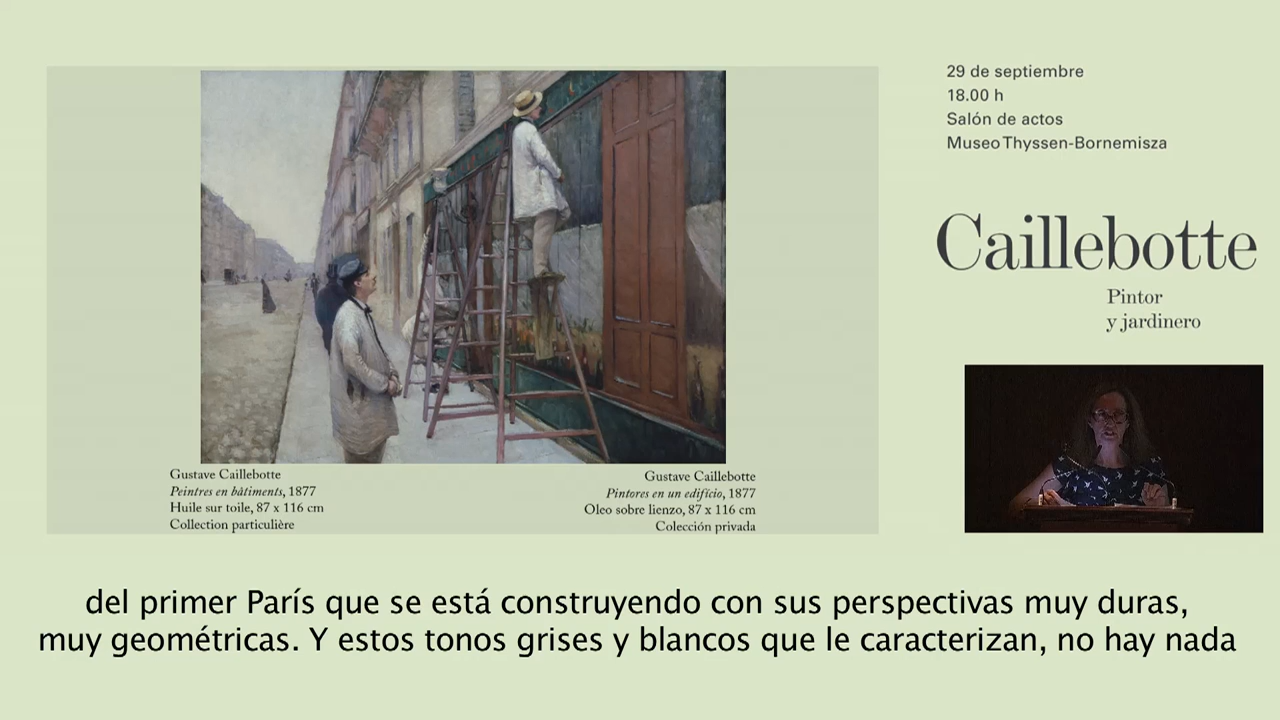 29 de septiembre
18.00 h
Salón de actos
Museo Thyssen-Bornemisza
Caillebotte
Pintor
y jardinero
Gustave Caillebotte
Peintres en bâtiments, 1877
Huile sur toile, 87 x 116 cm
Collection particulière
Gustave Caillebotte
Pintores en un edifício, 1877
Oleo sobre lienzo, 87 x 116 cm
Colección privada
del primer París que se está construyendo con sus perspectivas muy duras,
muy geométricas. Y estos tonos grises y blancos que le caracterizan, no hay nada